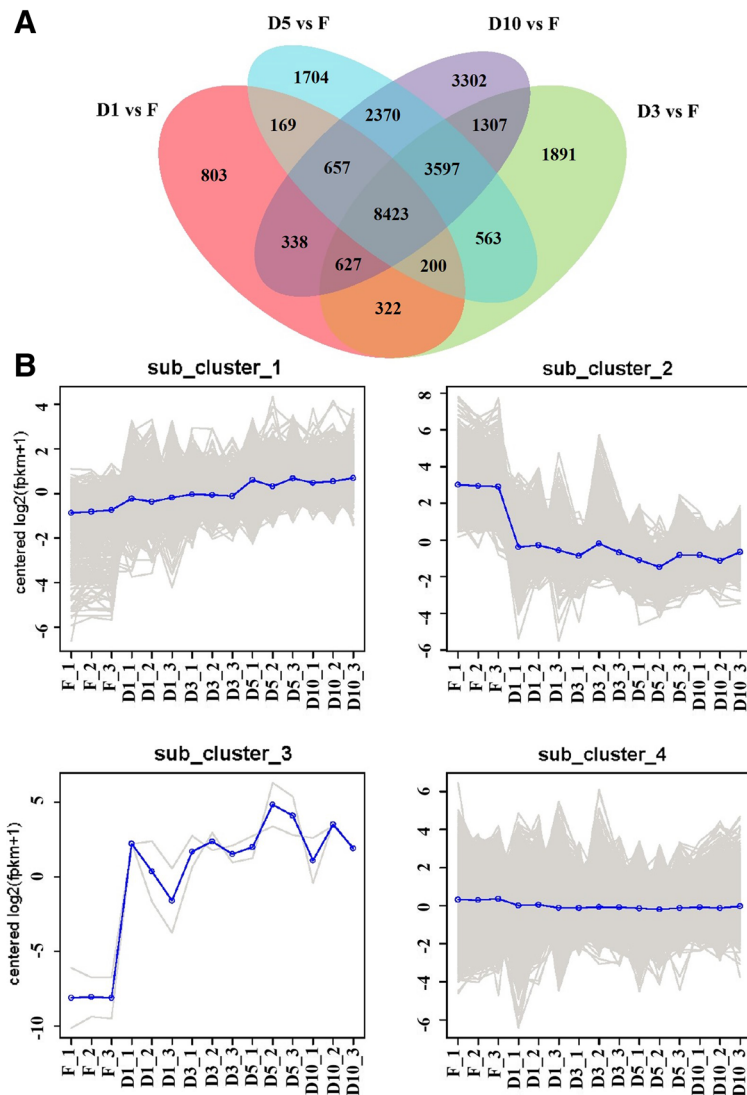 A
D5 vs F
D10 vs F
D1 vs F
D3 vs F
1704
3302
169
2370
1307
803
657
3597
1891
8423
338
563
627
200
322
B
sub_cluster_1
centered log2(fpkm+1)
4
2
0
-2
-4
-6
F_1
F_2
F_3
D1_1
D1_2
D1_3
D3_1
D3_2
D3_3
D5_1
D5_2
D5_3
D10_1
D10_2
D10_3
sub_cluster_2
8
6
4
2
0
-2
-4
-6
F_1
F_2
F_3
D1_1
D1_2
D1_3
D3_1
D3_2
D3_3
D5_1
D5_2
D5_3
D10_1
D10_2
D10_3
sub_cluster_3
centered log2(fpkm+1)
5
0
-5
-10
F_1
F_2
F_3
D1_1
D1_2
D1_3
D3_1
D3_2
D3_3
D5_1
D5_2
D5_3
D10_1
D10_2
D10_3
sub_cluster_4
6
4
2
0
-2
-4
-6
F_1
F_2
F_3
D1_1
D1_2
D1_3
D3_1
D3_2
D3_3
D5_1
D5_2
D5_3
D10_1
D10_2
D10_3